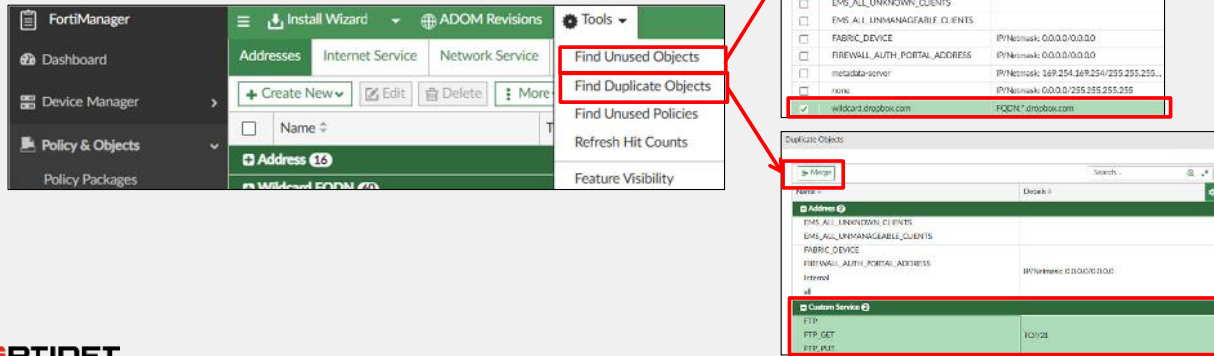 FortiManager
Install Wizard
ADOM Revisions
Tools
Dashboard
Addresses
Internet Service
Network Service
Find Unused Objects
Device Manager
+ Create New
Edit
Delete
More
Find Duplicate Objects
Name
Find Unused Policies
Policy & Objects
Refresh Hit Counts
Address 16
Policy Packages
Wildcard FQDN
Feature Visibility
EMS_ALL_UNKNOWN_CLIENTS
EMS_ALL_UNMANAGEABLE_CLIENTS
FABRIC_DEVICE IP/Netmask: 0.0.0.0/0.0.0.0
FIREWALL_AUTH_PORTAL_ADDRESS IP/Netmask: 0.0.0.0/0.0.0.0
metadata-server IP/Netmask: 169.254.169.254/255.255.255...
none IP/Netmask: 0.0.0.0/255.255.255.255
wildcard.dropbox.com FQDN:*.dropbox.com
Duplicate Objects
Merge
Search...
Name Details
Address 2
EMS_ALL_UNKNOWN_CLIENTS
EMS_ALL_UNMANAGEABLE_CLIENTS
FABRIC_DEVICE
FIREWALL_AUTH_PORTAL_ADDRESS
Internal
IP/Netmask: 0.0.0.0/0.0.0.0
all
Custom Service 2
FTP
FTP_GET TCP/21
FTP_PUT